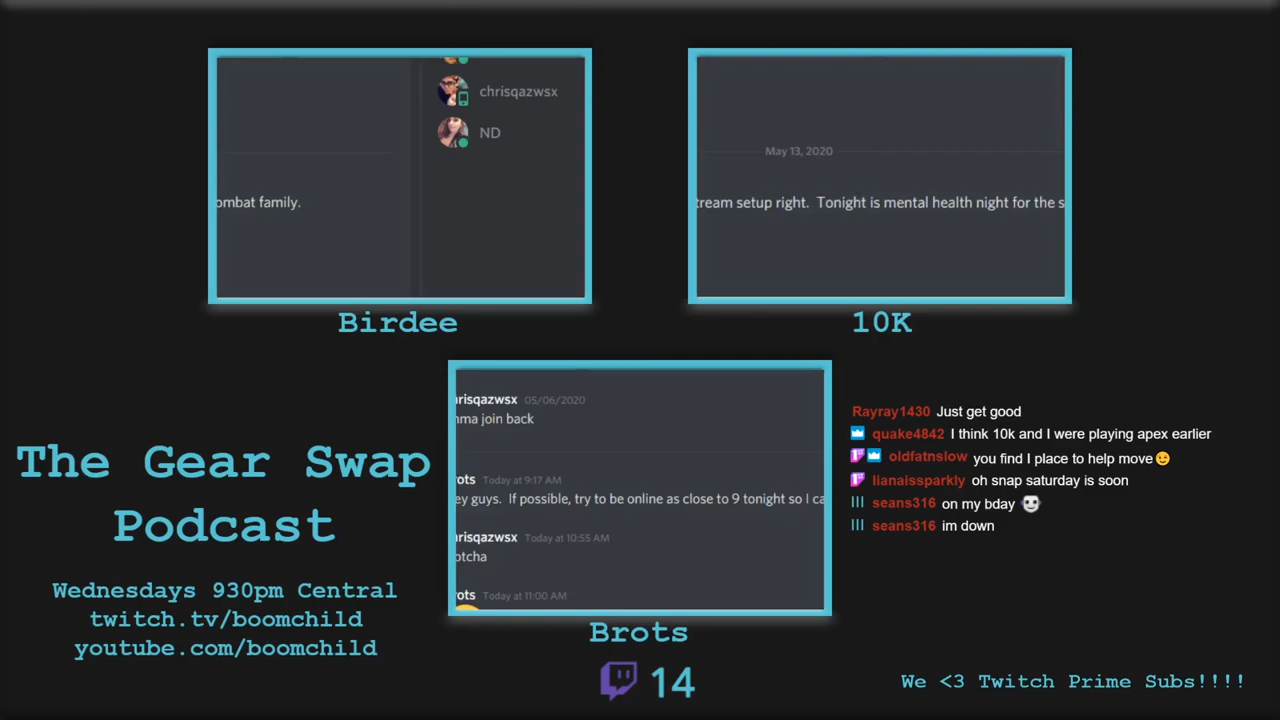 chrisqazwsx
ND
ombat family.
Birdee
May 13, 2020
tream setup right. Tonight is mental health night for the s
10K
hrisqazwsx 05/06/2020
nma join back
ots Today at 9:17 AM
ey guys. If possible, try to be online as close to 9 tonight so I ca
hrisqazwsx Today at 10:55 AM
otcha
ots Today at 11:00 AM
Brots
14
The Gear Swap
Podcast
Wednesdays 930pm Central
twitch.tv/boomchild
youtube.com/boomchild
Rayray1430 Just get good
quake4842 I think 10k and I were playing apex earlier
oldfatnslow you find I place to help move😉
lianaissparkly oh snap saturday is soon
seans316 on my bday
seans316 im down
We <3 Twitch Prime Subs!!!!